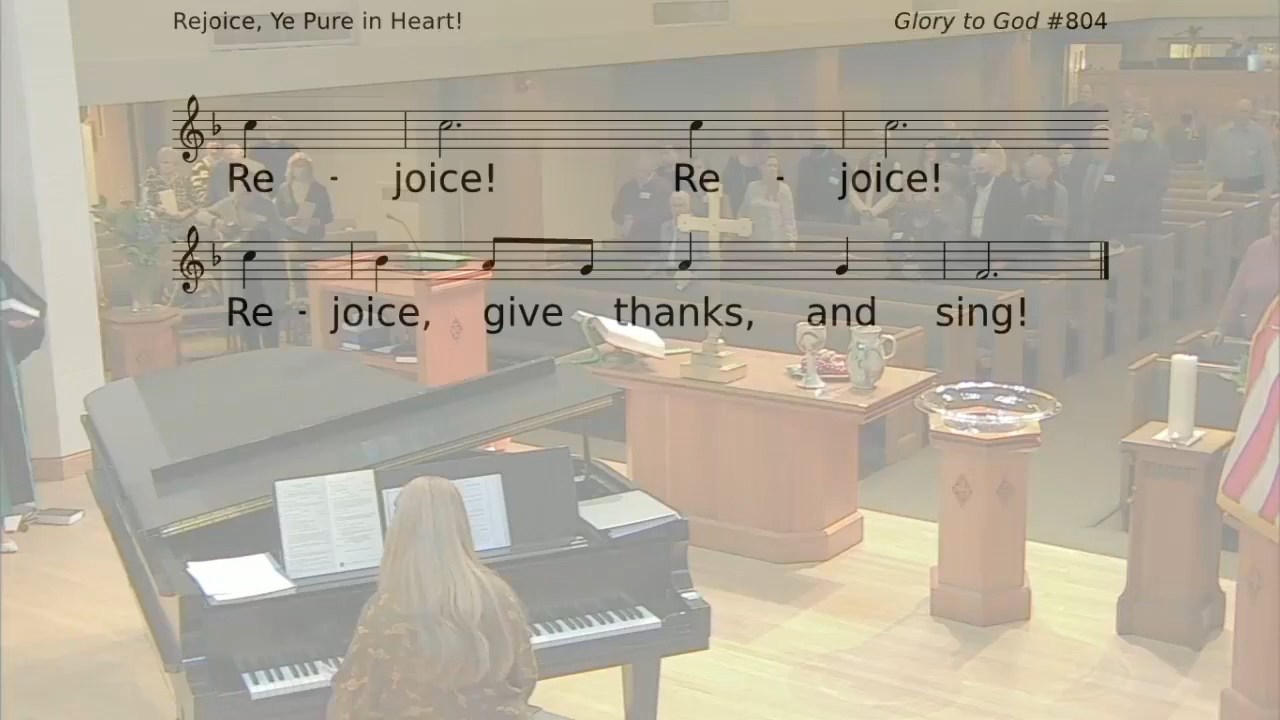 Rejoice, Ye Pure in Heart!
Glory to God #804
Re - joice! Re - joice!
Re - joice, give thanks, and sing!